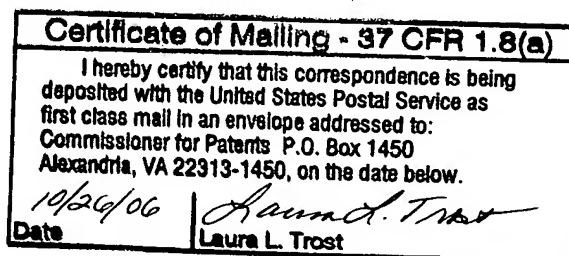 Certificate of Mailing - 37 CFR 1.8(a)
I hereby certify that this correspondence is being
deposited with the United States Postal Service as
first class mail in an envelope addressed to:
Commissioner for Patents P.O. Box 1450
Alexandria, VA 22313-1450, on the date below.
10/26/06 Laura L. Trost
Date Laura L. Trost